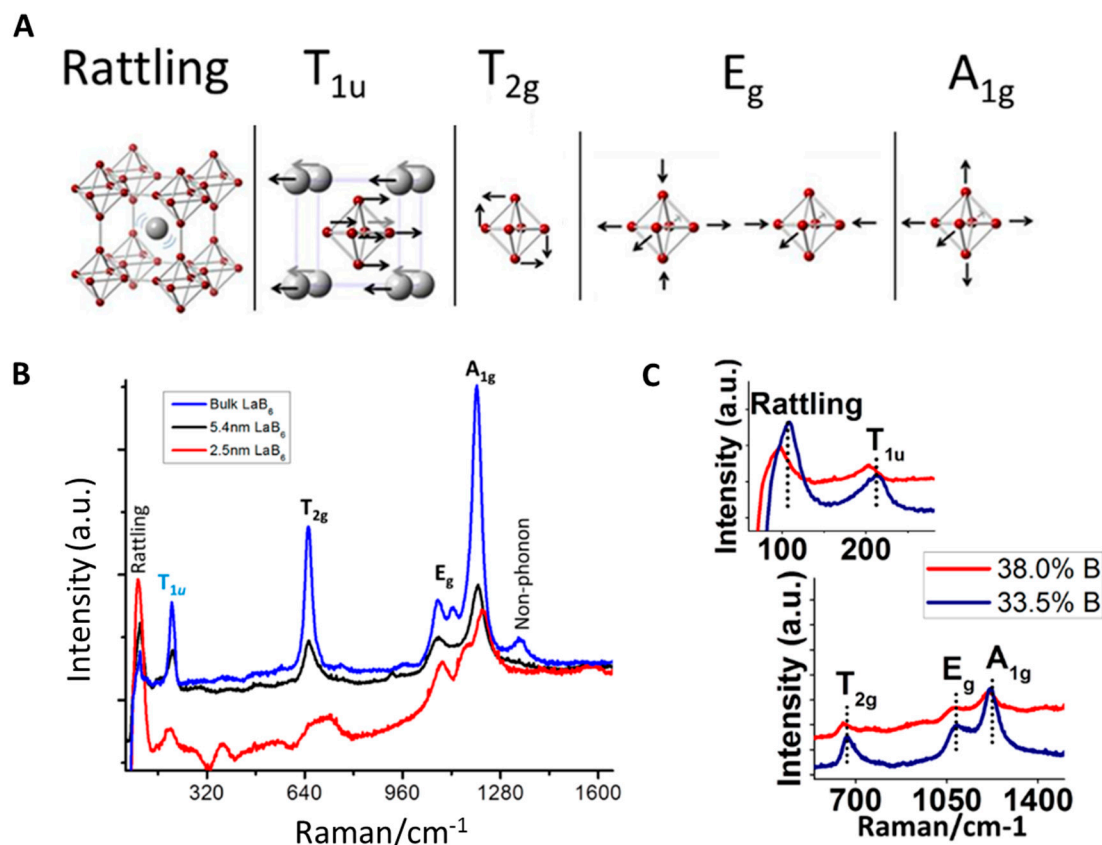 A
Rattling
T1u
T2g
Eg
A1g
B
Intensity (a.u.)
Bulk LaB6
5.4nm LaB6
2.5nm LaB6
Rattling
T1u
T2g
Eg
A1g
Non-phonon
320 640 960 1280 1600
Raman/cm-1
C
Intensity (a.u.)
Rattling
T1u
100 200
38.0% B
33.5% B
Intensity (a.u.)
T2g
Eg
A1g
700 1050 1400
Raman/cm-1